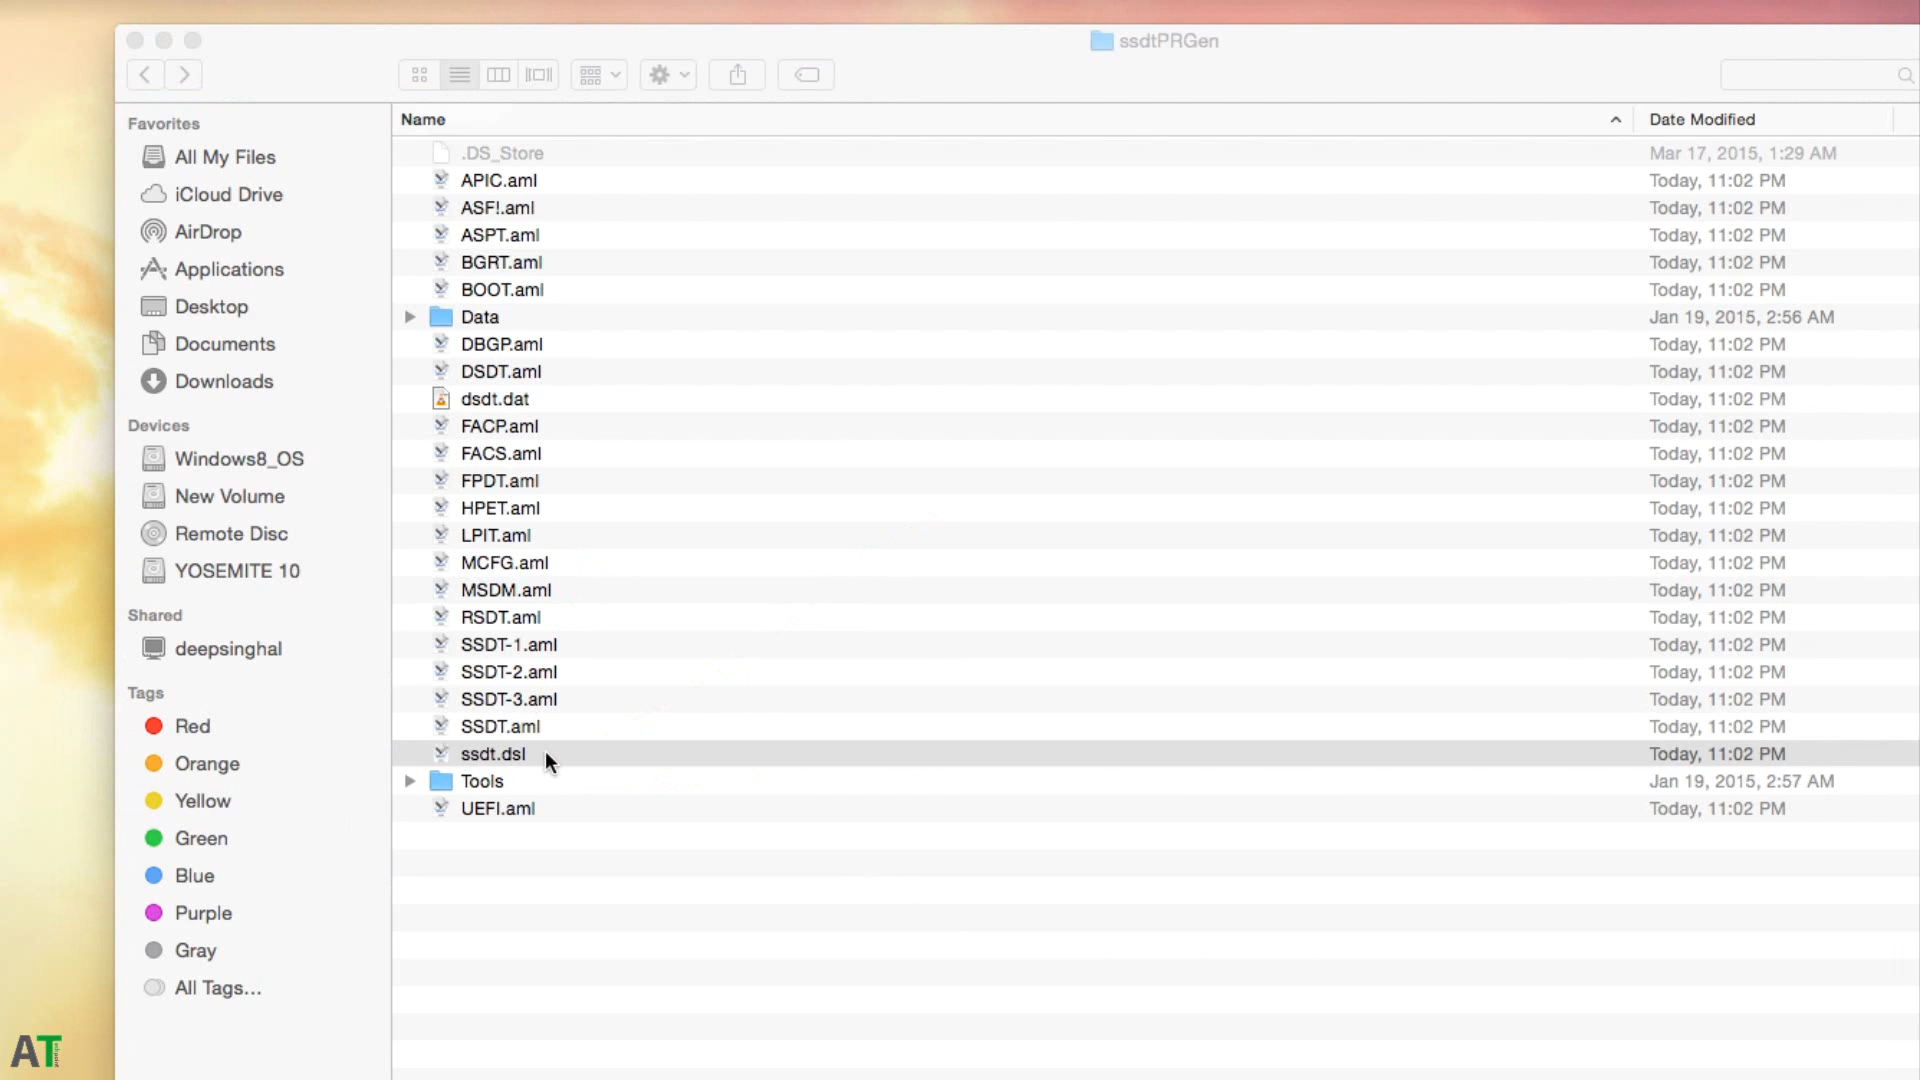 ssdtPRGen
Favorites
All My Files
iCloud Drive
AirDrop
Applications
Desktop
Documents
Downloads
Devices
Windows8_OS
New Volume
Remote Disc
YOSEMITE 10
Shared
deepsinghal
Tags
Red
Orange
Yellow
Green
Blue
Purple
Gray
All Tags...
Name Date Modified
.DS_Store Mar 17, 2015, 1:29 AM
APIC.aml Today, 11:02 PM
ASF!.aml Today, 11:02 PM
ASPT.aml Today, 11:02 PM
BGRT.aml Today, 11:02 PM
BOOT.aml Today, 11:02 PM
Data Jan 19, 2015, 2:56 AM
DBGP.aml Today, 11:02 PM
DSDT.aml Today, 11:02 PM
dsdt.dat Today, 11:02 PM
FACP.aml Today, 11:02 PM
FACS.aml Today, 11:02 PM
FPDT.aml Today, 11:02 PM
HPET.aml Today, 11:02 PM
LPIT.aml Today, 11:02 PM
MCFG.aml Today, 11:02 PM
MSDM.aml Today, 11:02 PM
RSDT.aml Today, 11:02 PM
SSDT-1.aml Today, 11:02 PM
SSDT-2.aml Today, 11:02 PM
SSDT-3.aml Today, 11:02 PM
SSDT.aml Today, 11:02 PM
ssdt.dsl Today, 11:02 PM
Tools Jan 19, 2015, 2:57 AM
UEFI.aml Today, 11:02 PM
AT